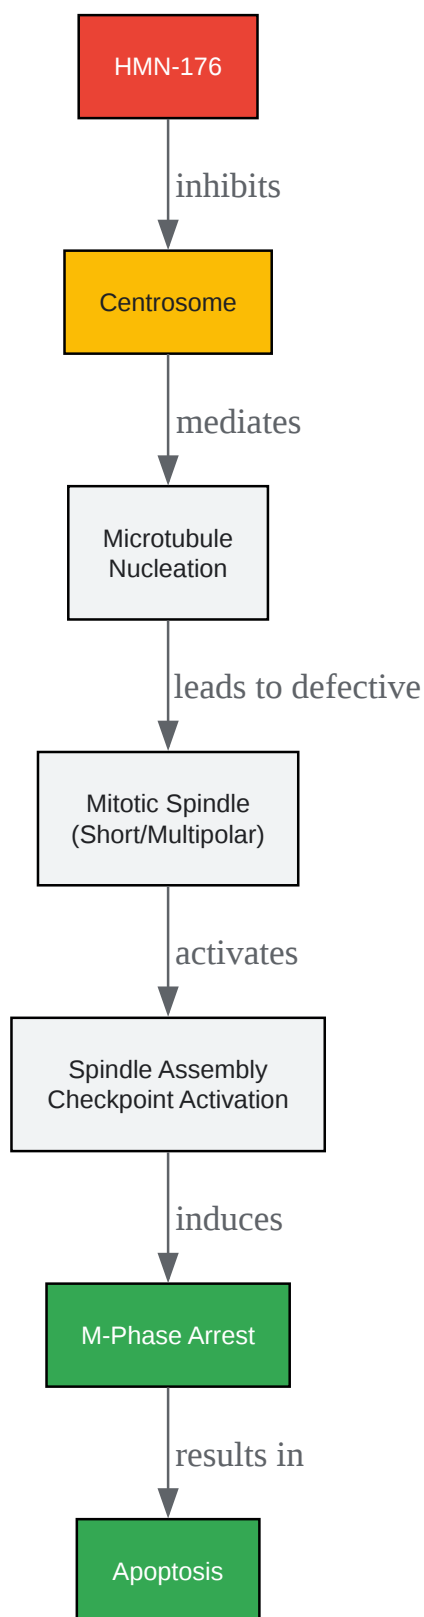 HMN-176
inhibits
Centrosome
mediates
Microtubule
Nucleation
leads to defective
Mitotic Spindle
(Short/Multipolar)
activates
Spindle Assembly
Checkpoint Activation
induces
M-Phase Arrest
results in
Apoptosis